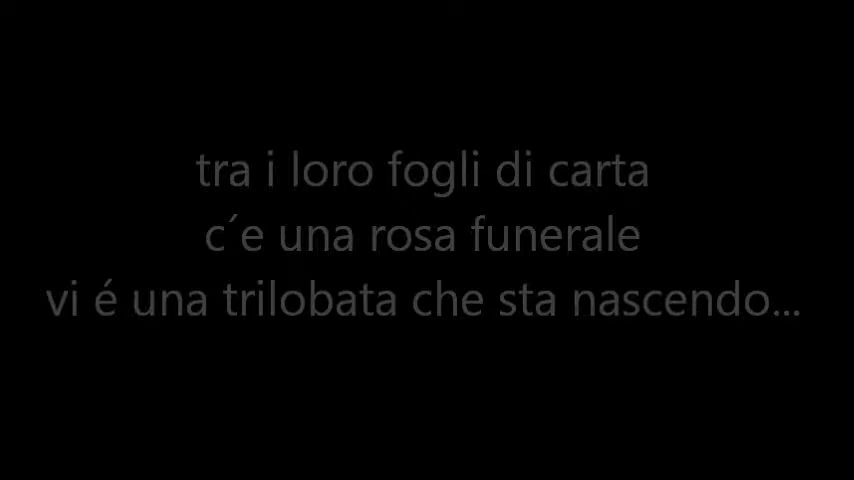 tra i loro fogli di carta
c´e una rosa funerale
vi é una trilobata che sta nascendo...